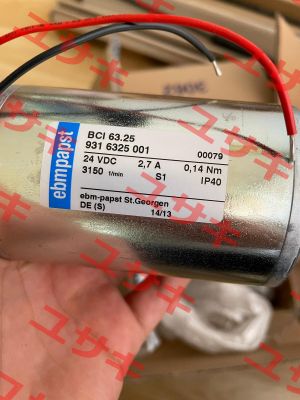 ebmpapst
BCI 63.25
931 6325 001 00079
24 VDC 2,7 A 0,14 Nm
3150 1/min S1 IP40
ebm-papst St.Georgen
DE (S) 14/13
ユサキ